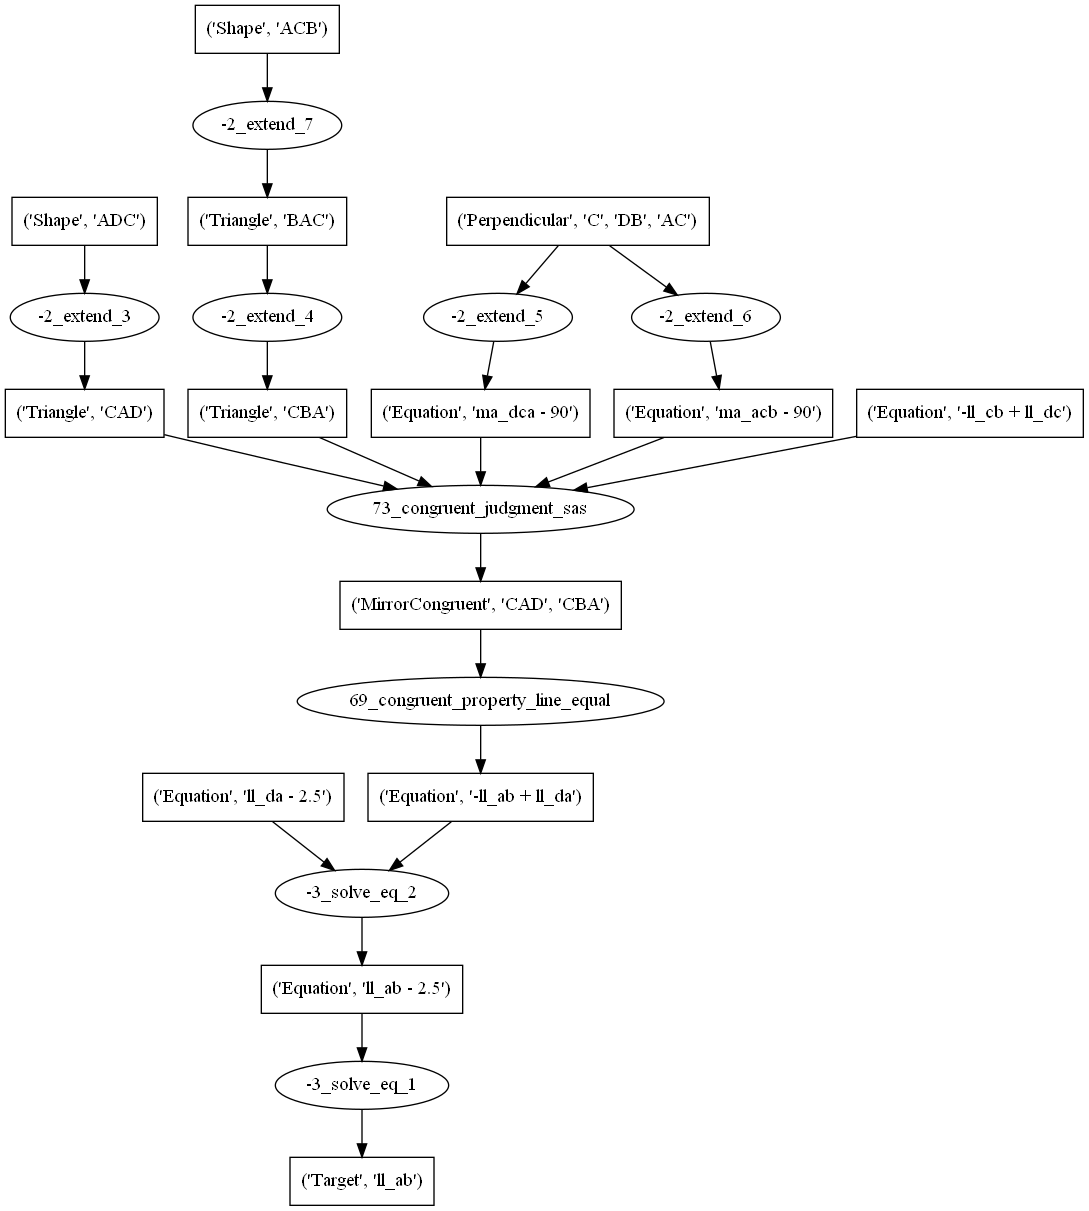 ('Shape', 'ACB')
-2_extend_7
('Shape', 'ADC')
('Triangle', 'BAC')
('Perpendicular', 'C', 'DB', 'AC')
-2_extend_3
-2_extend_4
-2_extend_5
-2_extend_6
('Triangle', 'CAD')
('Triangle', 'CBA')
('Equation', 'ma_dca - 90')
('Equation', 'ma_acb - 90')
('Equation', '-ll_cb + ll_dc')
73_congruent_judgment_sas
('MirrorCongruent', 'CAD', 'CBA')
69_congruent_property_line_equal
('Equation', 'll_da - 2.5')
('Equation', '-ll_ab + ll_da')
-3_solve_eq_2
('Equation', 'll_ab - 2.5')
-3_solve_eq_1
('Target', 'll_ab')